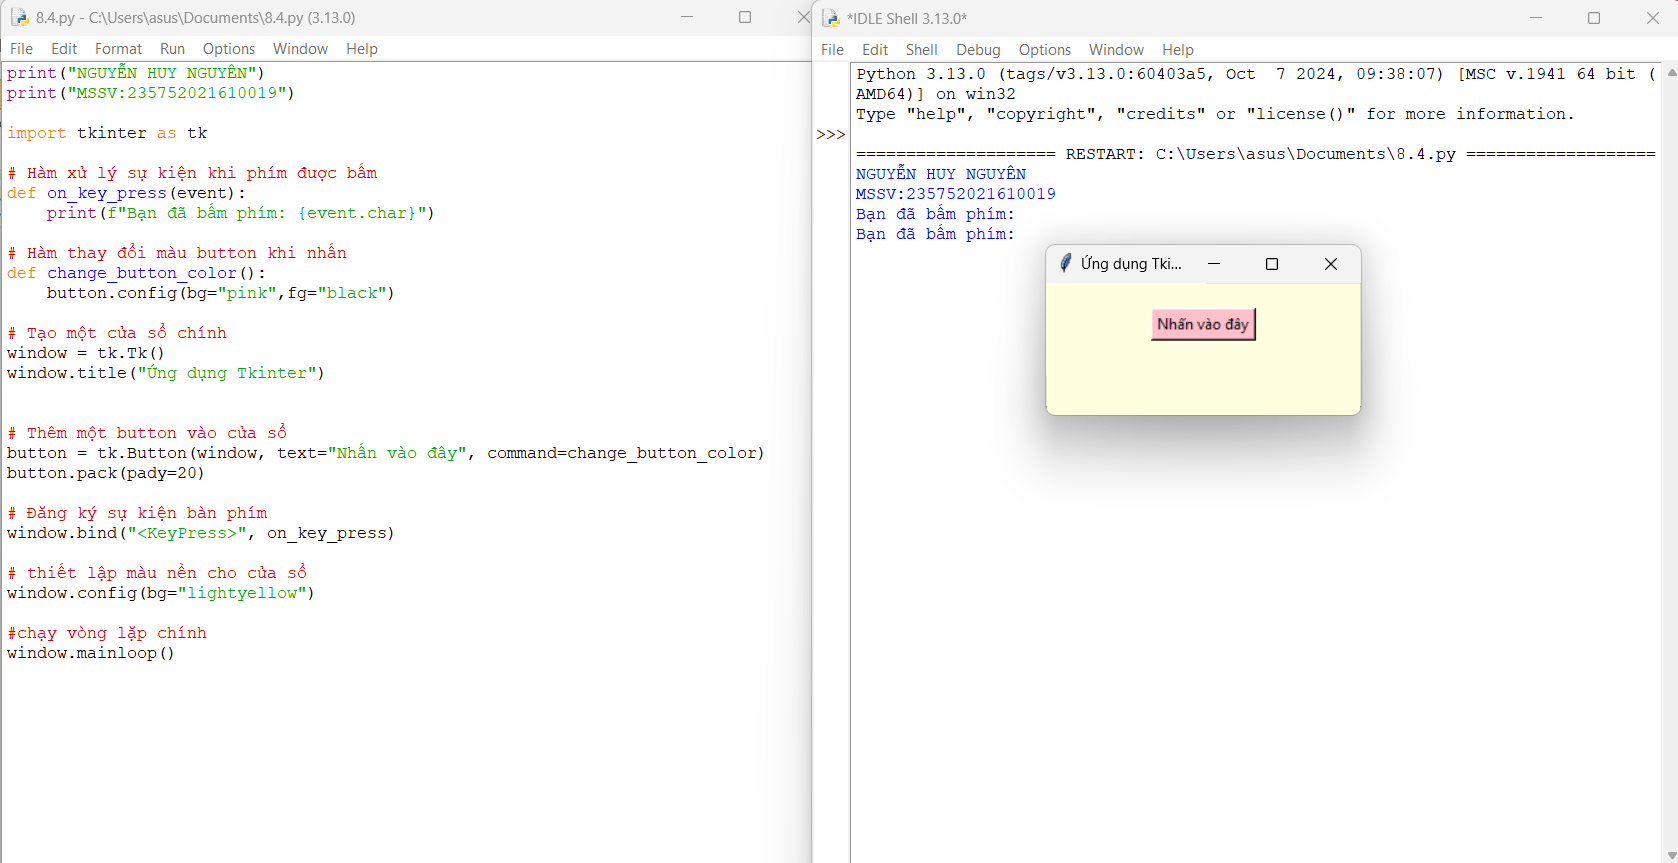 8.4.py - C:\Users\asus\Documents\8.4.py (3.13.0)
File Edit Format Run Options Window Help
print("NGUYỄN HUY NGUYÊN")
print("MSSV:235752021610019")
import tkinter as tk
# Hàm xử lý sự kiện khi phím được bấm
def on_key_press(event):
    print(f"Bạn đã bấm phím: {event.char}")
# Hàm thay đổi màu button khi nhấn
def change_button_color():
    button.config(bg="pink",fg="black")
# Tạo một cửa sổ chính
window = tk.Tk()
window.title("Ứng dụng Tkinter")
# Thêm một button vào cửa sổ
button = tk.Button(window, text="Nhấn vào đây", command=change_button_color)
button.pack(pady=20)
# Đăng ký sự kiện bàn phím
window.bind("<KeyPress>", on_key_press)
# thiết lập màu nền cho cửa sổ
window.config(bg="lightyellow")
#chạy vòng lặp chính
window.mainloop()
*IDLE Shell 3.13.0*
File Edit Shell Debug Options Window Help
Python 3.13.0 (tags/v3.13.0:60403a5, Oct  7 2024, 09:38:07) [MSC v.1941 64 bit (
AMD64)] on win32
Type "help", "copyright", "credits" or "license()" for more information.
>>>
==================== RESTART: C:\Users\asus\Documents\8.4.py ===================
NGUYỄN HUY NGUYÊN
MSSV:235752021610019
Bạn đã bấm phím:
Bạn đã bấm phím:
Ứng dụng Tki...
Nhấn vào đây